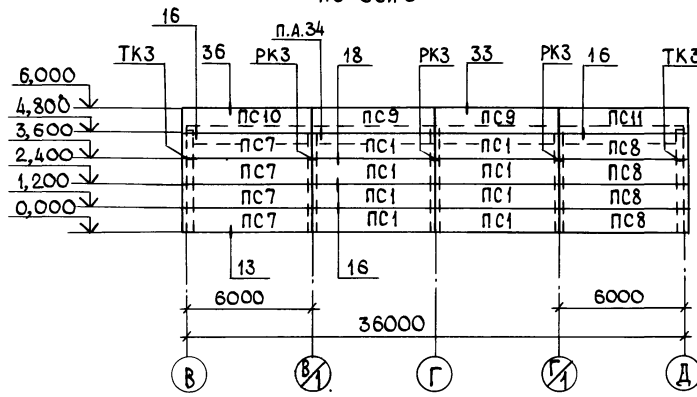 16 П.А.34
ТК3 36 РК3 18 РК3 33 РК3 16 ТК3
6,000
4,800 ПС10 ПС9 ПС9 ПС11
3,600 ПС7 ПС1 ПС1 ПС8
2,400 ПС7 ПС1 ПС1 ПС8
1,200 ПС7 ПС1 ПС1 ПС8
0,000 ПС7 ПС1 ПС1 ПС8
13 16
6000 6000
36000
В В/1 Г Г/1 Д